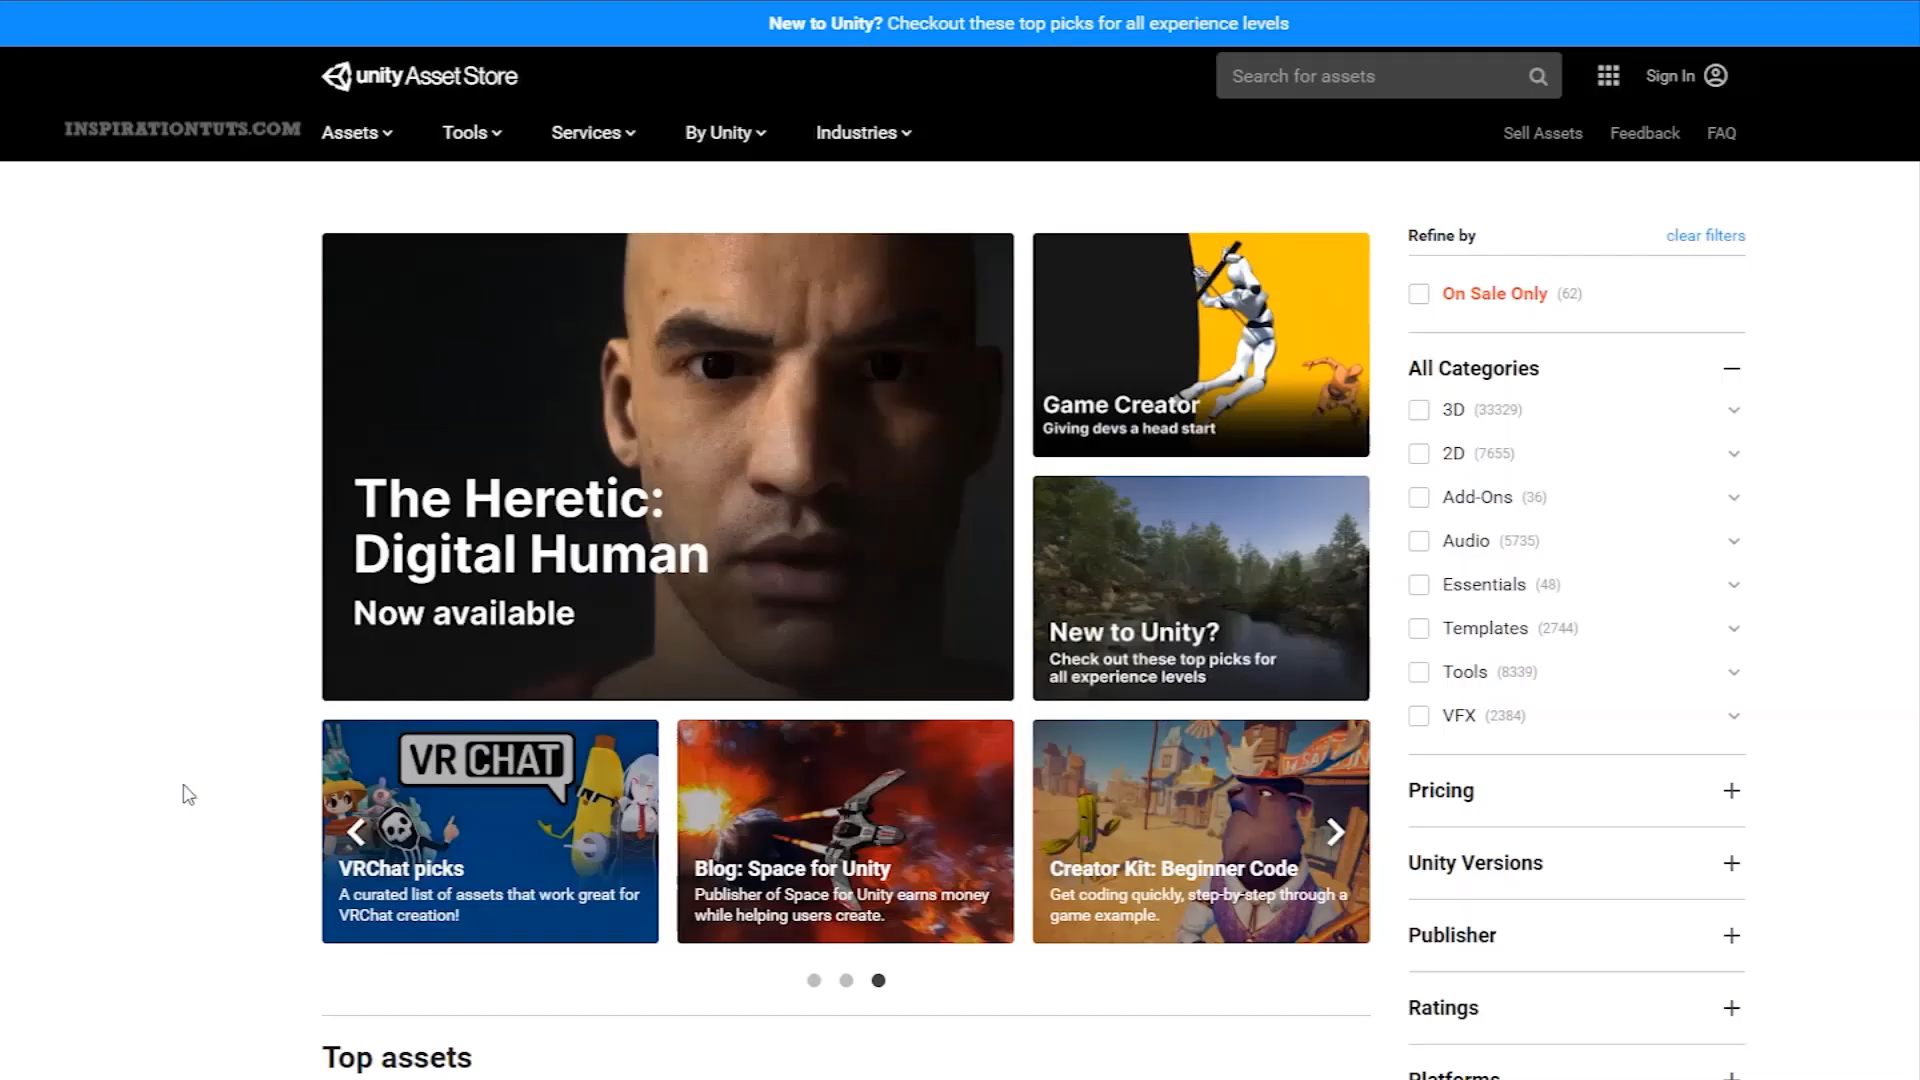 New to Unity? Checkout these top picks for all experience levels
unity Asset Store
Search for assets
Sign In
INSPIRATIONTUTS.COM
Assets
Tools
Services
By Unity
Industries
Sell Assets
Feedback
FAQ
The Heretic:
Digital Human
Now available
Game Creator
Giving devs a head start
New to Unity?
Check out these top picks for
all experience levels
VR CHAT
VRChat picks
A curated list of assets that work great for
VRChat creation!
Blog: Space for Unity
Publisher of Space for Unity earns money
while helping users create.
Creator Kit: Beginner Code
Get coding quickly, step-by-step through a
game example.
Top assets
Refine by
clear filters
On Sale Only (62)
All Categories
3D (33329)
2D (7655)
Add-Ons (36)
Audio (5735)
Essentials (48)
Templates (2744)
Tools (8339)
VFX (2384)
Pricing
Unity Versions
Publisher
Ratings
Platforms